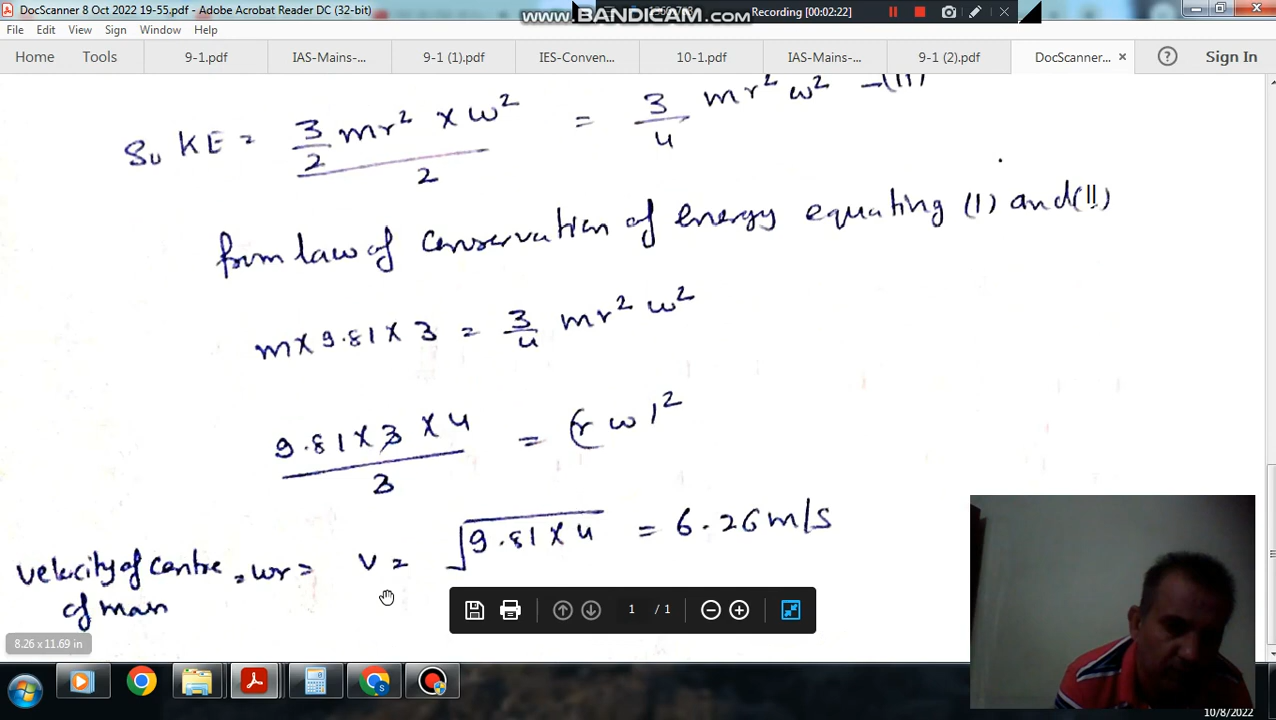 DocScanner 8 Oct 2022 19-55.pdf - Adobe Acrobat Reader DC (32-bit)
www.BANDICAM.com
Recording [00:02:22]
File Edit View Sign Window Help
Home Tools 9-1.pdf IAS-Mains-... 9-1 (1).pdf IES-Conven... 10-1.pdf IAS-Mains-... 9-1 (2).pdf DocScanner... × Sign In
So KE = 3/2 mr² × ω² / 2 = 3/4 mr² ω² -(II)
from law of conservation of energy equating (I) and (II)
m × 9.81 × 3 = 3/4 mr² ω²
9.81 × 3 × 4 / 3 = (r ω)²
velocity of centre = ωr = v = √9.81 × 4 = 6.26 m/s
of man
1 / 1
8.26 x 11.69 in
10/8/2022